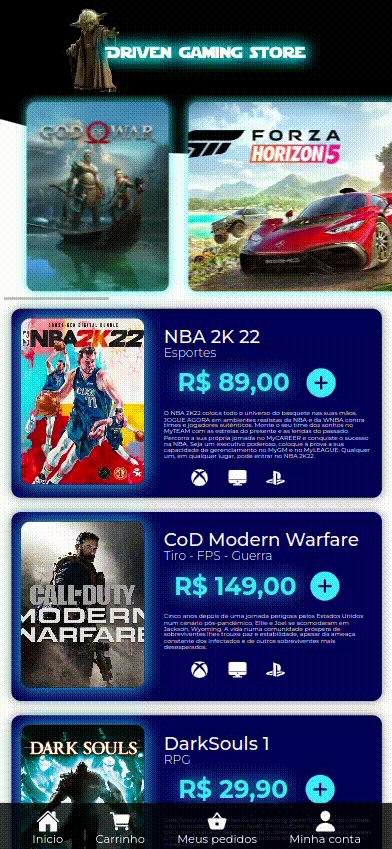 DRIVEN GAMING STORE
GOD WAR
FORZA
HORIZON 5
NBA2K22
NBA 2K 22
Esportes
R$ 89,00
O NBA 2K22 coloca todo o universo do basquete nas suas mãos.
JOGUE AGORA em ambientes realistas da NBA e da WNBA contra
times e jogadores autênticos. Monte o seu time dos sonhos no
MyTEAM com as estrelas do presente e as lendas do passado.
Percorra a sua própria jornada no MyCAREER e conquiste o sucesso
na NBA. Seja um executivo poderoso, coloque à prova a sua
capacidade de gerenciamento no MyGM e no MyLEAGUE. Qualquer
um, em qualquer lugar, pode entrar no NBA 2K22.
CALL·DUTY
MODERN
WARFARE
CoD Modern Warfare
Tiro - FPS - Guerra
R$ 149,00
Cinco anos depois de uma jornada perigosa pelos Estados Unidos
num cenário pós-pandêmico, Ellie e Joel se acomodaram em
Jackson, Wyoming. A vida numa comunidade próspera de
sobreviventes lhes trouxe paz e estabilidade, apesar da ameaça
constante dos infectados e de outros sobreviventes mais
desesperados.
DARK SOULS
DarkSouls 1
RPG
R$ 29,90
Início
Carrinho
Meus pedidos
Minha conta